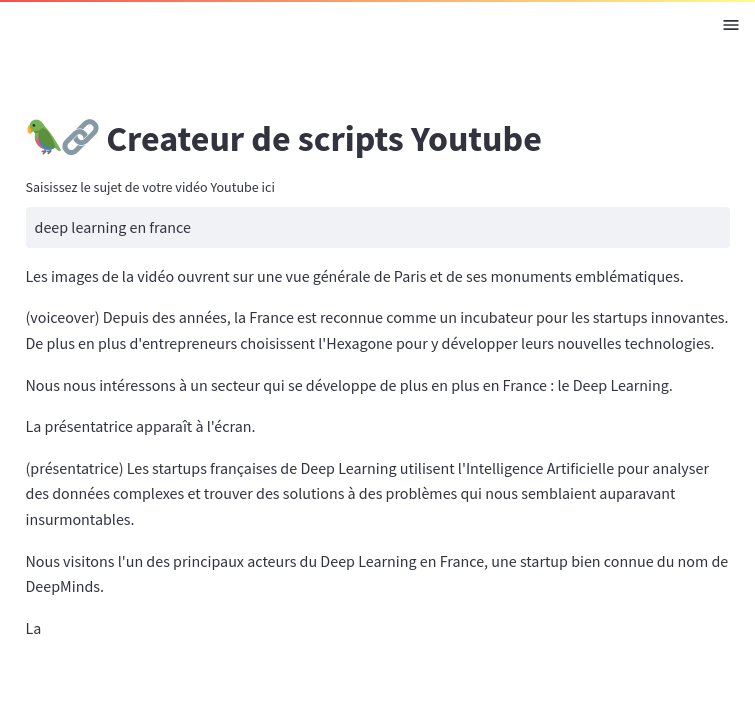 Createur de scripts Youtube
Saisissez le sujet de votre vidéo Youtube ici
deep learning en france
Les images de la vidéo ouvrent sur une vue générale de Paris et de ses monuments emblématiques.
(voiceover) Depuis des années, la France est reconnue comme un incubateur pour les startups innovantes.
De plus en plus d'entrepreneurs choisissent l'Hexagone pour y développer leurs nouvelles technologies.
Nous nous intéressons à un secteur qui se développe de plus en plus en France : le Deep Learning.
La présentatrice apparaît à l'écran.
(présentatrice) Les startups françaises de Deep Learning utilisent l'Intelligence Artificielle pour analyser
des données complexes et trouver des solutions à des problèmes qui nous semblaient auparavant
insurmontables.
Nous visitons l'un des principaux acteurs du Deep Learning en France, une startup bien connue du nom de
DeepMinds.
La